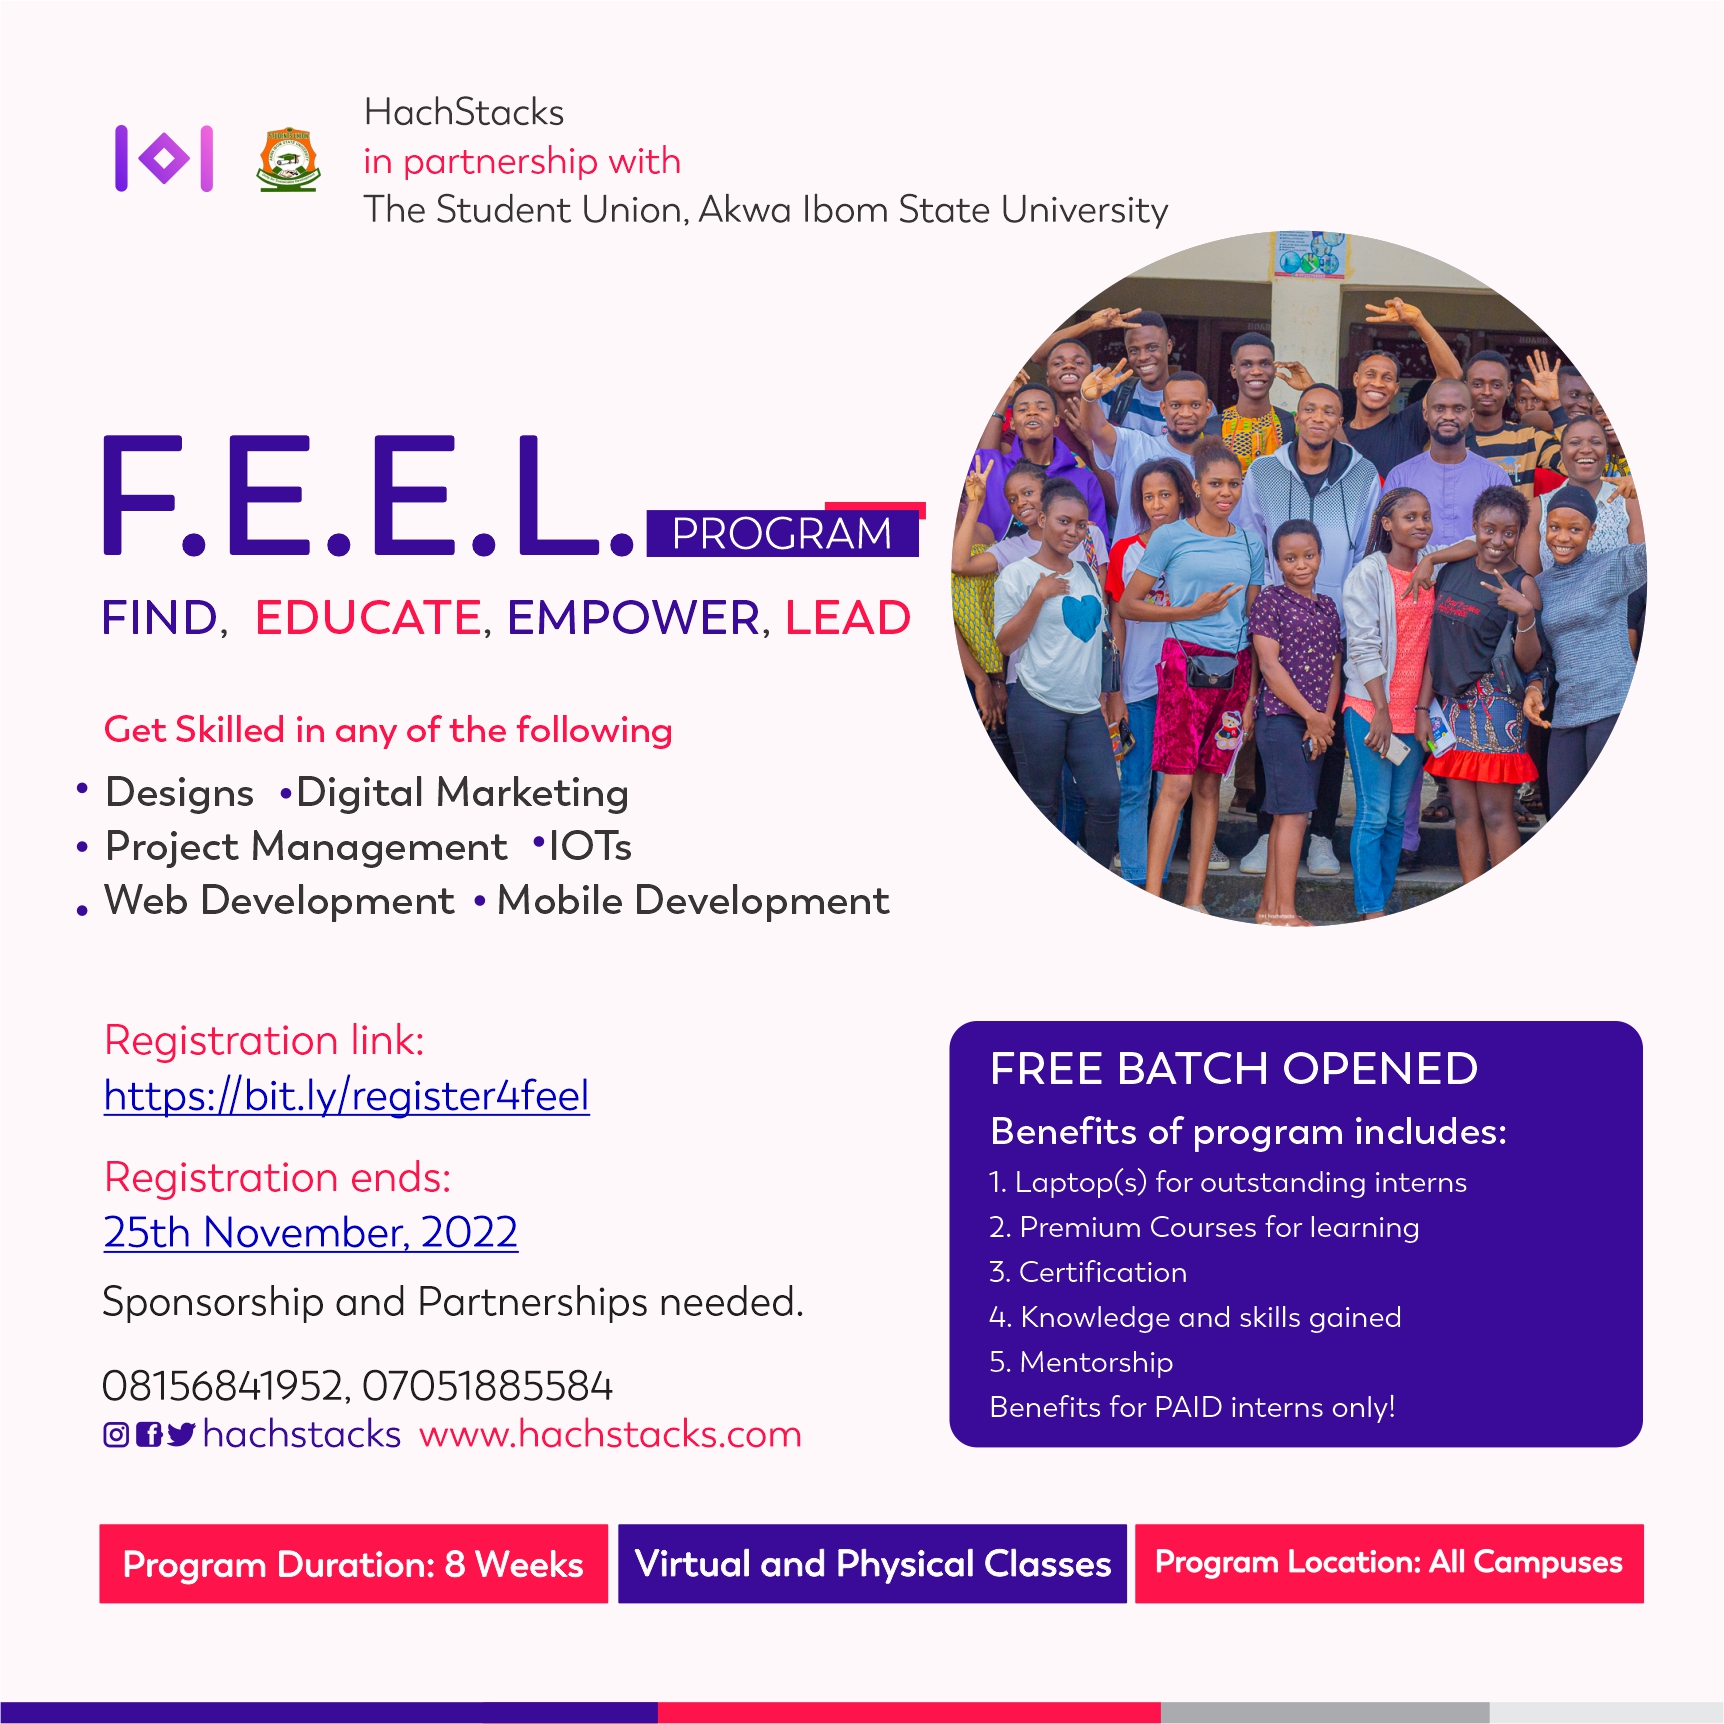 HachStacks
in partnership with
The Student Union, Akwa Ibom State University
STUDENTS UNION
F.E.E.L. PROGRAM
FIND, EDUCATE, EMPOWER, LEAD
Get Skilled in any of the following
• Designs •Digital Marketing
• Project Management •IOTs
• Web Development • Mobile Development
Registration link:
https://bit.ly/register4feel
Registration ends:
25th November, 2022
Sponsorship and Partnerships needed.
08156841952, 07051885584
hachstacks www.hachstacks.com
FREE BATCH OPENED
Benefits of program includes:
1. Laptop(s) for outstanding interns
2. Premium Courses for learning
3. Certification
4. Knowledge and skills gained
5. Mentorship
Benefits for PAID interns only!
Program Duration: 8 Weeks
Virtual and Physical Classes
Program Location: All Campuses